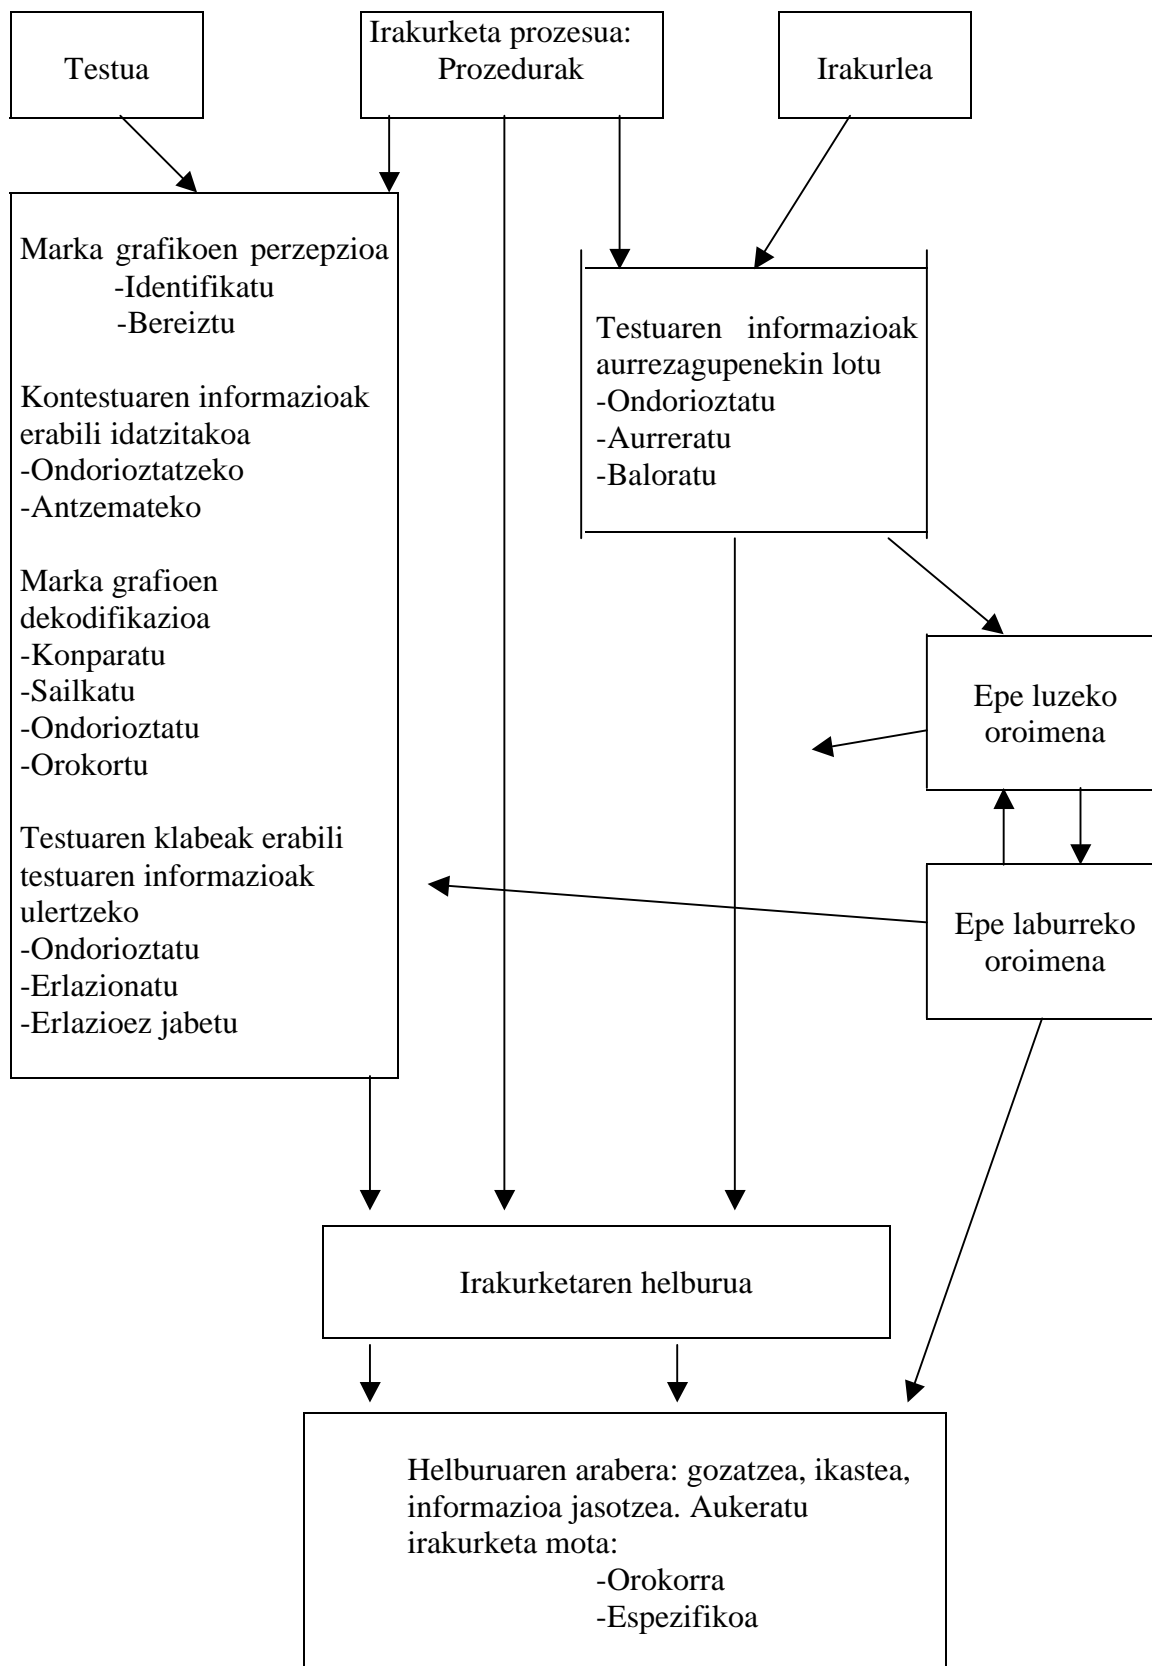 Testua
Irakurketa prozesua:
Prozedurak
Irakurlea
Marka grafikoen perzepzioa
-Identifikatu
-Bereiztu
Kontestuaren informazioak
erabili idatzitakoa
-Ondorioztatzeko
-Antzemateko
Marka grafioen
dekodifikazioa
-Konparatu
-Sailkatu
-Ondorioztatu
-Orokortu
Testuaren klabeak erabili
testuaren informazioak
ulertzeko
-Ondorioztatu
-Erlazionatu
-Erlazioez jabetu
Testuaren informazioak
aurrezagupenekin lotu
-Ondorioztatu
-Aurreratu
-Baloratu
Epe luzeko
oroimena
Epe laburreko
oroimena
Irakurketaren helburua
Helburuaren arabera: gozatzea, ikastea,
informazioa jasotzea. Aukeratu
irakurketa mota:
-Orokorra
-Espezifikoa